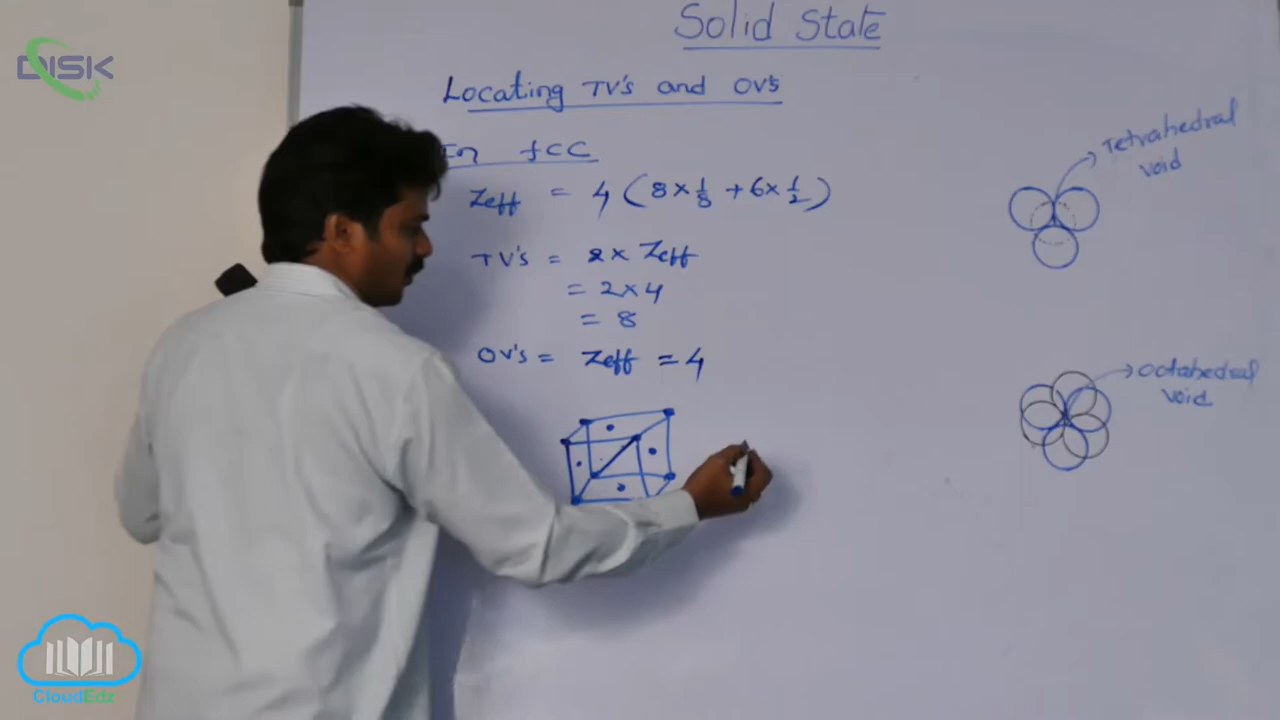 DISK
Solid State
Locating TV's and OV's
In fCC
Zeff = 4 (8×1/8 + 6×1/2)
TV's = 2× Zeff
= 2×4
= 8
OV's = Zeff = 4
Tetrahedral
void
Octahedral
void
CloudEdz